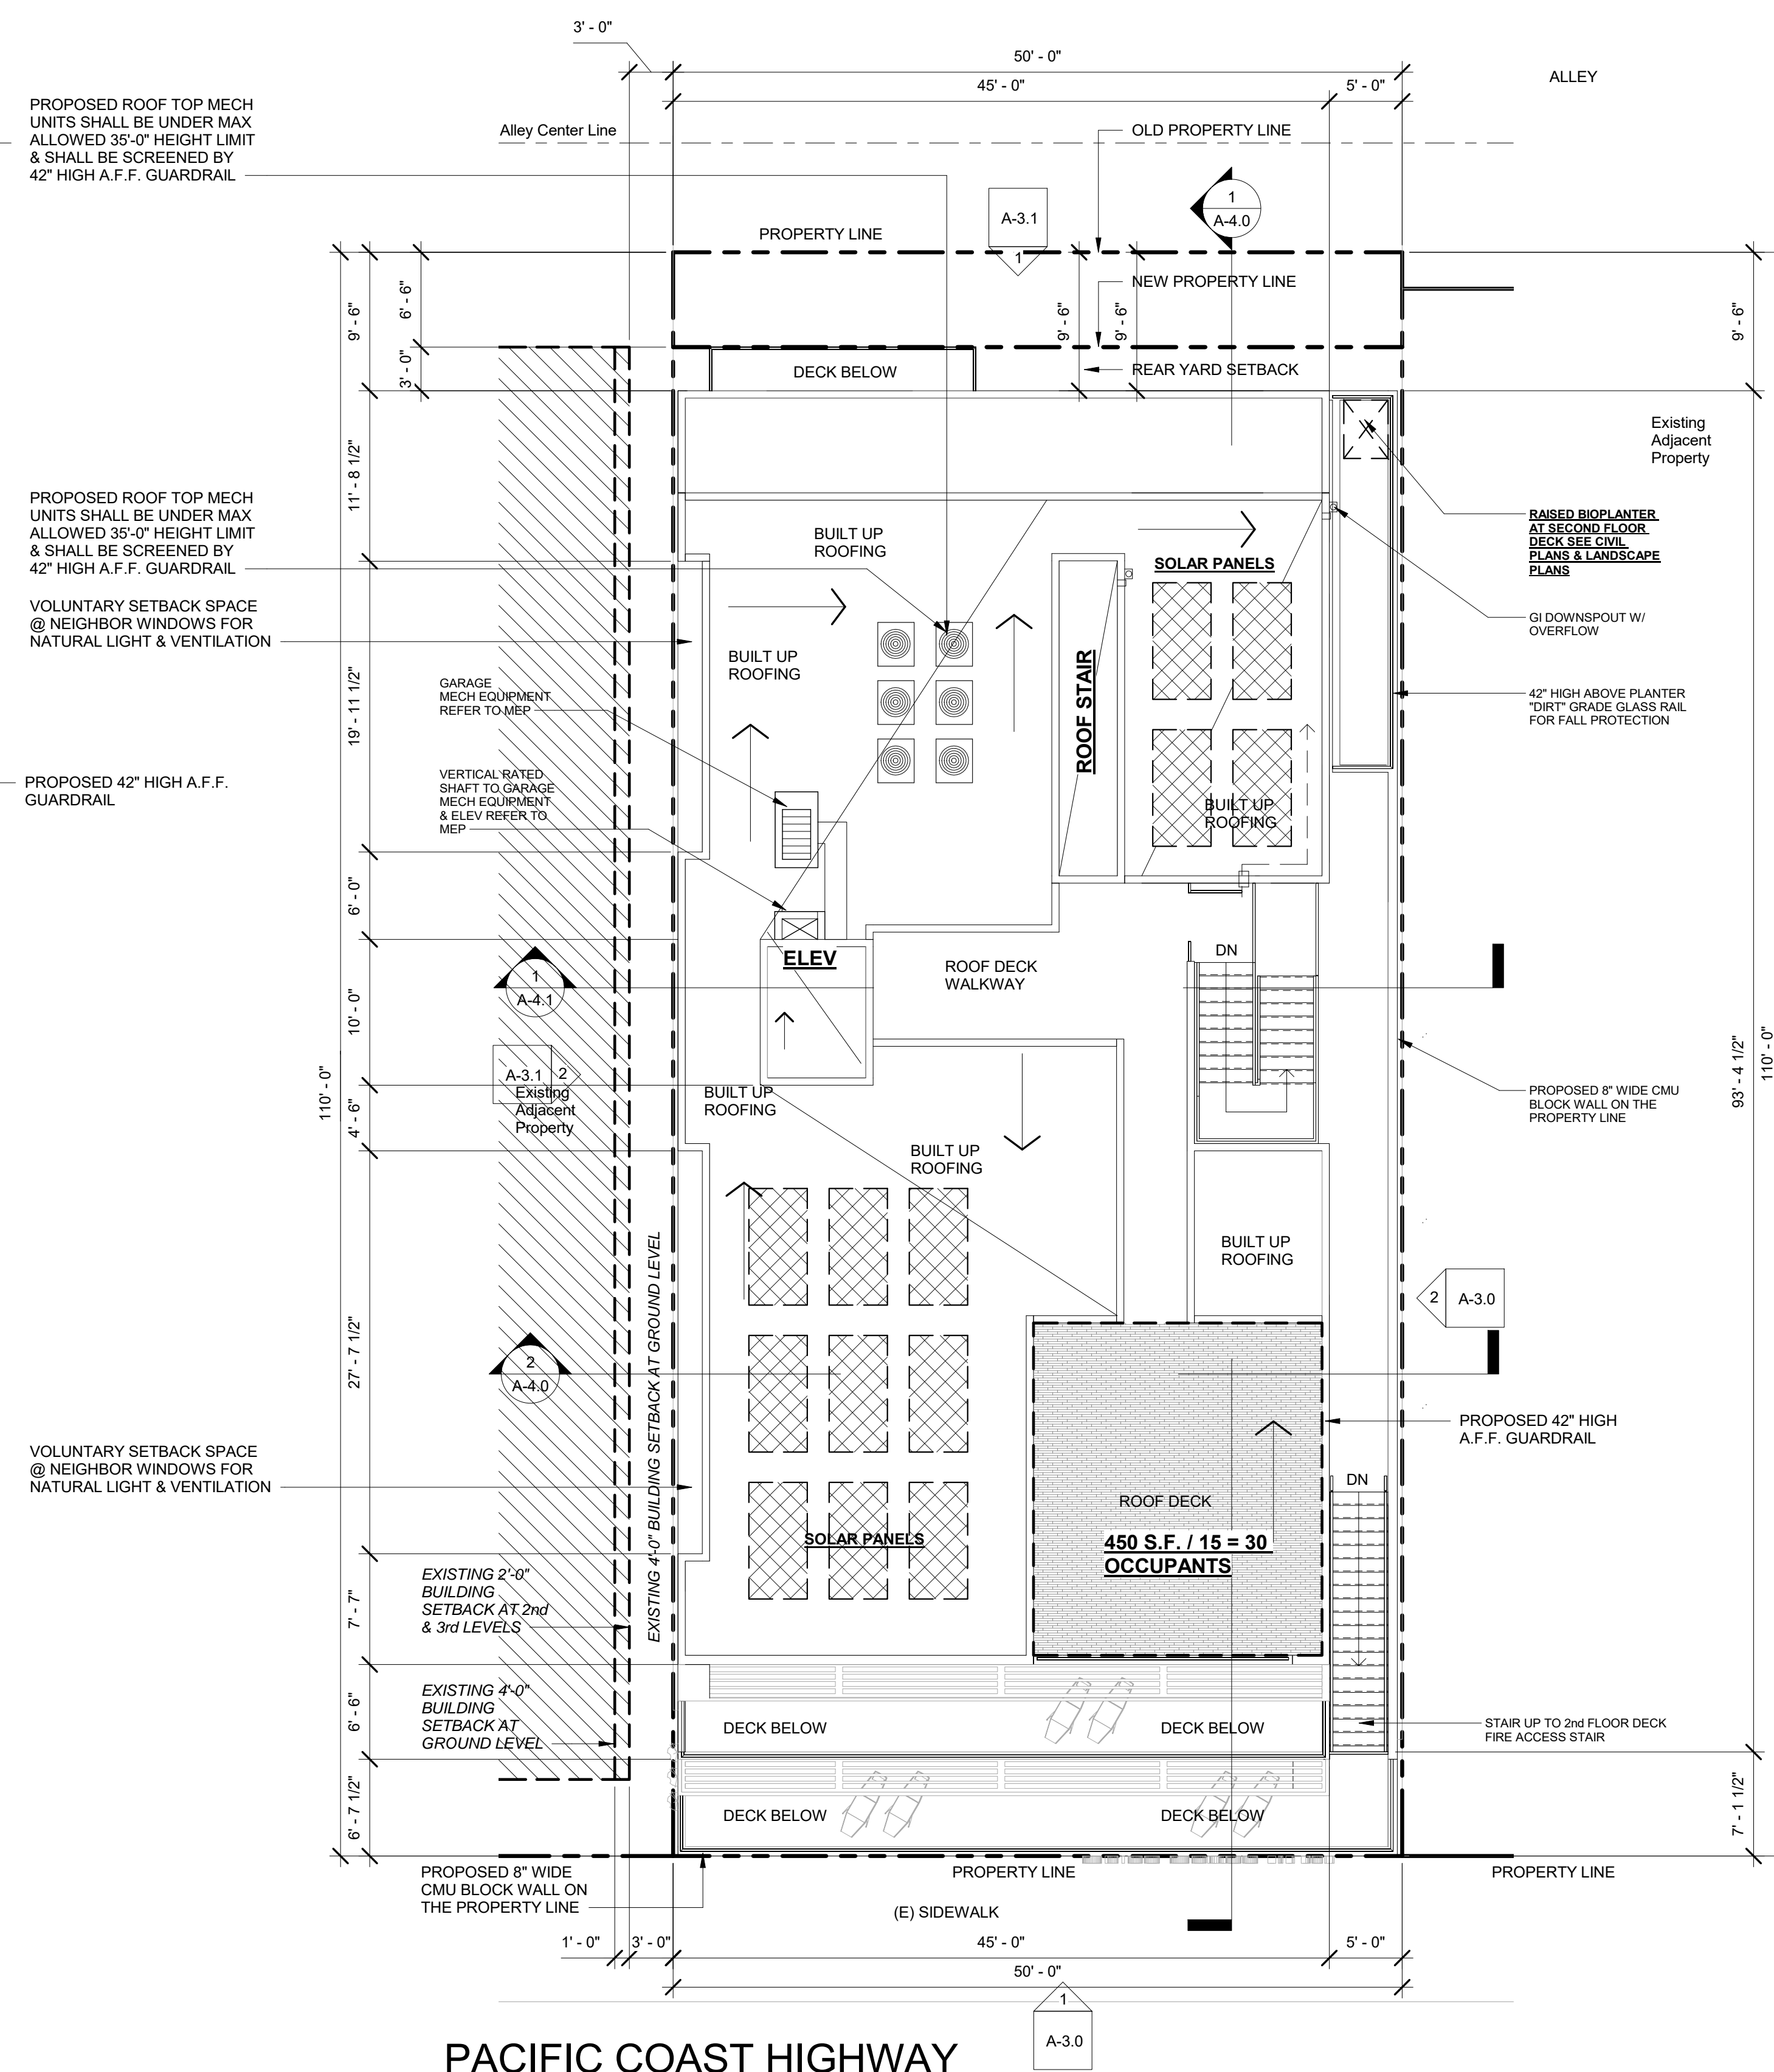 3' - 0"
50' - 0"
45' - 0"
5' - 0"
ALLEY
PROPOSED ROOF TOP MECH
UNITS SHALL BE UNDER MAX
ALLOWED 35'-0" HEIGHT LIMIT
& SHALL BE SCREENED BY
42" HIGH A.F.F. GUARDRAIL
Alley Center Line
OLD PROPERTY LINE
A-3.1
1
1
A-4.0
PROPERTY LINE
NEW PROPERTY LINE
9' - 6"
6' - 6"
3' - 0"
9' - 6"
9' - 6"
9' - 6"
DECK BELOW
REAR YARD SETBACK
Existing
Adjacent
Property
11' - 8 1/2"
PROPOSED ROOF TOP MECH
UNITS SHALL BE UNDER MAX
ALLOWED 35'-0" HEIGHT LIMIT
& SHALL BE SCREENED BY
42" HIGH A.F.F. GUARDRAIL
BUILT UP
ROOFING
SOLAR PANELS
RAISED BIOPLANTER
AT SECOND FLOOR
DECK SEE CIVIL
PLANS & LANDSCAPE
PLANS
VOLUNTARY SETBACK SPACE
@ NEIGHBOR WINDOWS FOR
NATURAL LIGHT & VENTILATION
GI DOWNSPOUT W/
OVERFLOW
BUILT UP
ROOFING
ROOF STAIR
19' - 11 1/2"
GARAGE
MECH EQUIPMENT
REFER TO MEP
42" HIGH ABOVE PLANTER
"DIRT" GRADE GLASS RAIL
FOR FALL PROTECTION
PROPOSED 42" HIGH A.F.F.
GUARDRAIL
VERTICAL RATED
SHAFT TO GARAGE
MECH EQUIPMENT
& ELEV REFER TO
MEP
BUILT UP
ROOFING
6' - 0"
ELEV
ROOF DECK
WALKWAY
DN
1
A-4.1
10' - 0"
110' - 0"
A-3.1
2
Existing
Adjacent
Property
4' - 6"
BUILT UP
ROOFING
93' - 4 1/2"
110' - 0"
PROPOSED 8" WIDE CMU
BLOCK WALL ON THE
PROPERTY LINE
BUILT UP
ROOFING
BUILT UP
ROOFING
2
A-3.0
EXISTING 4'-0" BUILDING SETBACK AT GROUND LEVEL
27' - 7 1/2"
2
A-4.0
PROPOSED 42" HIGH
A.F.F. GUARDRAIL
VOLUNTARY SETBACK SPACE
@ NEIGHBOR WINDOWS FOR
NATURAL LIGHT & VENTILATION
DN
ROOF DECK
SOLAR PANELS
450 S.F. / 15 = 30
OCCUPANTS
EXISTING 2'-0"
BUILDING
SETBACK AT 2nd
& 3rd LEVELS
7' - 7"
EXISTING 4'-0"
BUILDING
SETBACK AT
GROUND LEVEL
6' - 6"
DECK BELOW
DECK BELOW
STAIR UP TO 2nd FLOOR DECK
FIRE ACCESS STAIR
6' - 7 1/2"
DECK BELOW
DECK BELOW
7' - 1 1/2"
PROPOSED 8" WIDE
CMU BLOCK WALL ON
THE PROPERTY LINE
PROPERTY LINE
PROPERTY LINE
(E) SIDEWALK
1' - 0"
3' - 0"
45' - 0"
5' - 0"
50' - 0"
1
A-3.0
PACIFIC COAST HIGHWAY